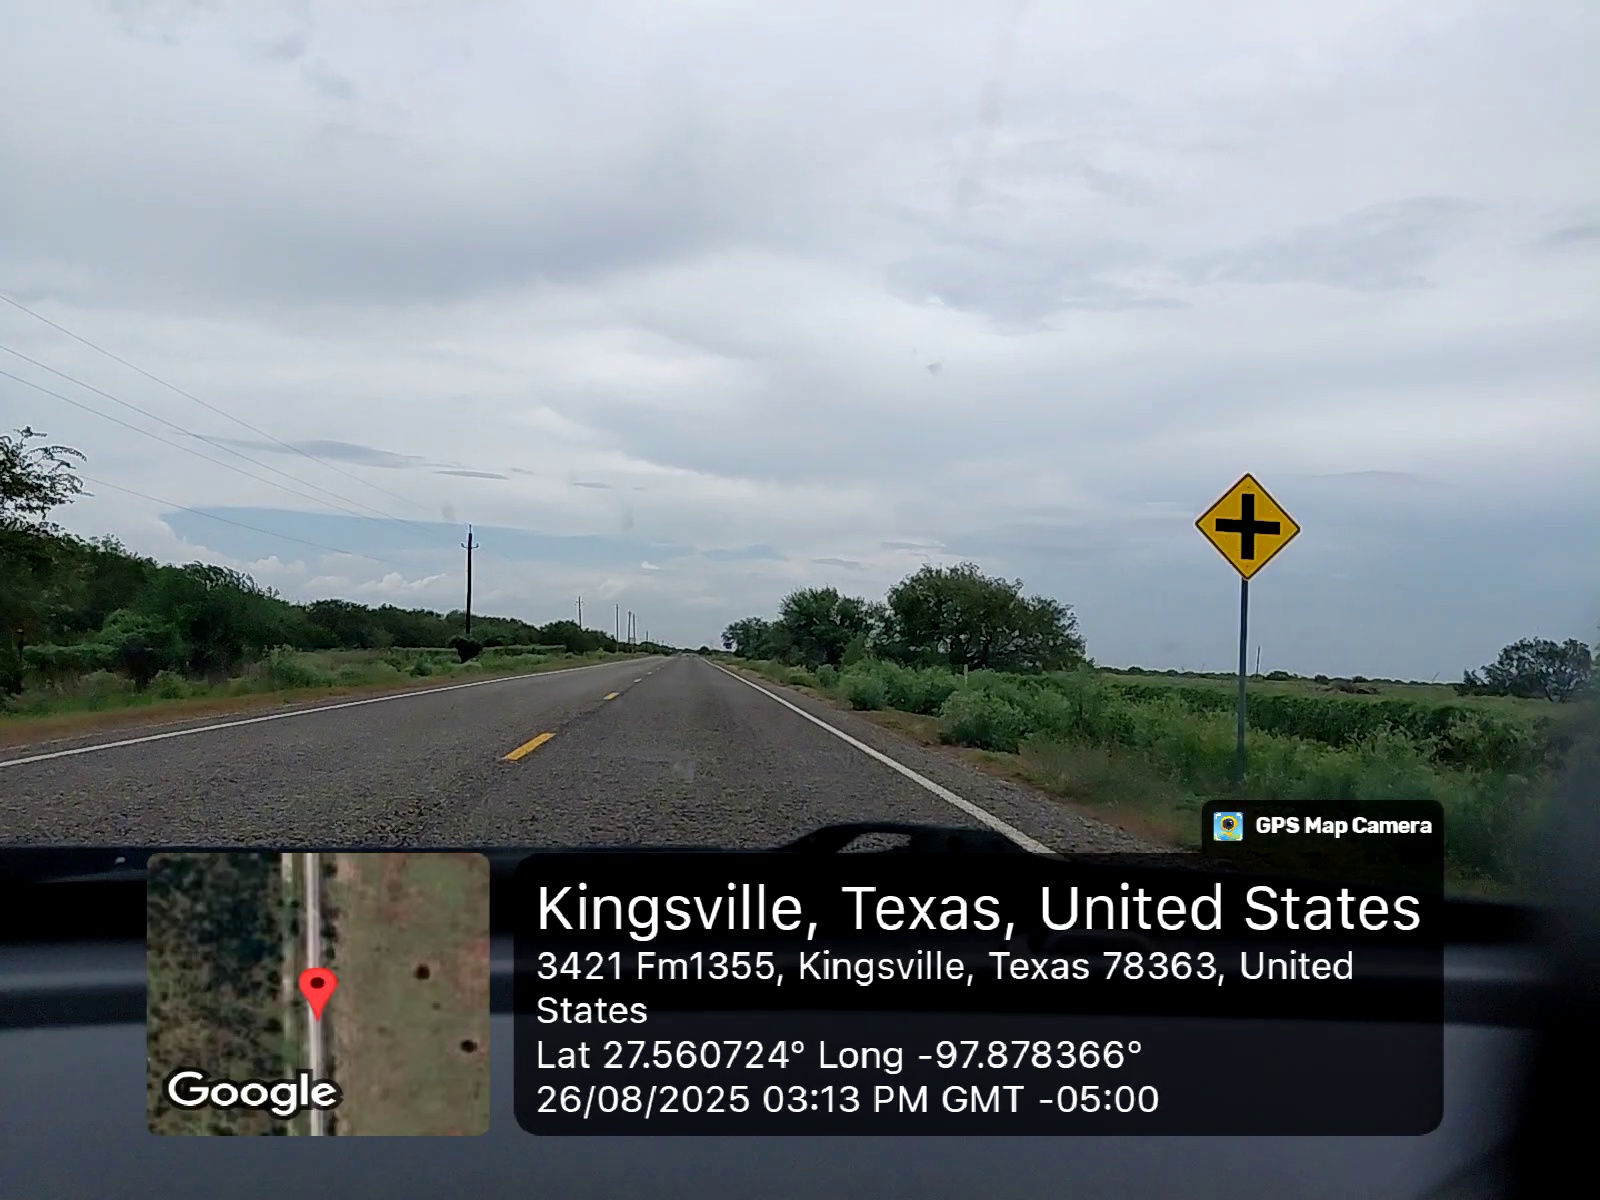 GPS Map Camera
Kingsville, Texas, United States
3421 Fm1355, Kingsville, Texas 78363, United
States
Lat 27.560724° Long -97.878366°
26/08/2025 03:13 PM GMT -05:00
Google